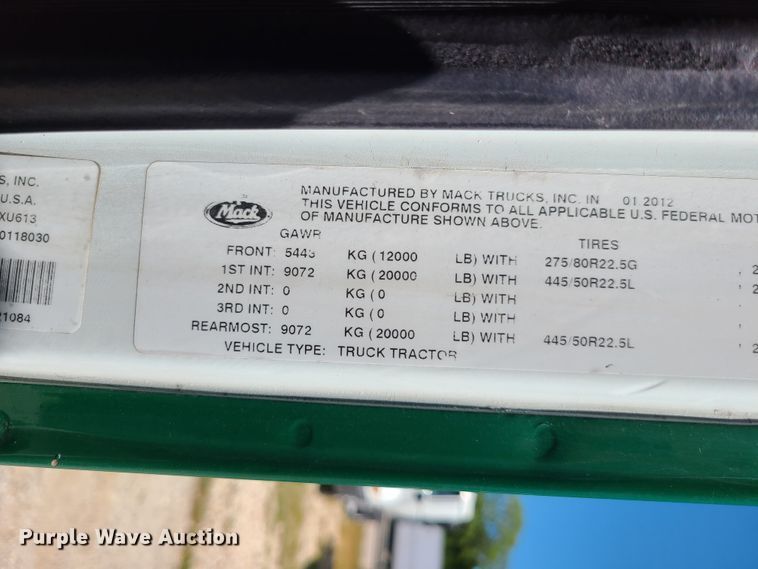 S, INC.
U.S.A.
XU613
0118030
21084
Mack
MANUFACTURED BY MACK TRUCKS, INC. IN 01 2012
THIS VEHICLE CONFORMS TO ALL APPLICABLE U.S. FEDERAL MOT
OF MANUFACTURE SHOWN ABOVE.
GAWR TIRES
FRONT: 5443 KG ( 12000 LB) WITH 275/80R22.5G , 2
1ST INT: 9072 KG ( 20000 LB) WITH 445/50R22.5L , 2
2ND INT: 0 KG ( 0 LB) WITH ,
3RD INT: 0 KG ( 0 LB) WITH ,
REARMOST: 9072 KG ( 20000 LB) WITH 445/50R22.5L , 2
VEHICLE TYPE: TRUCK TRACTOR
Purple Wave Auction®